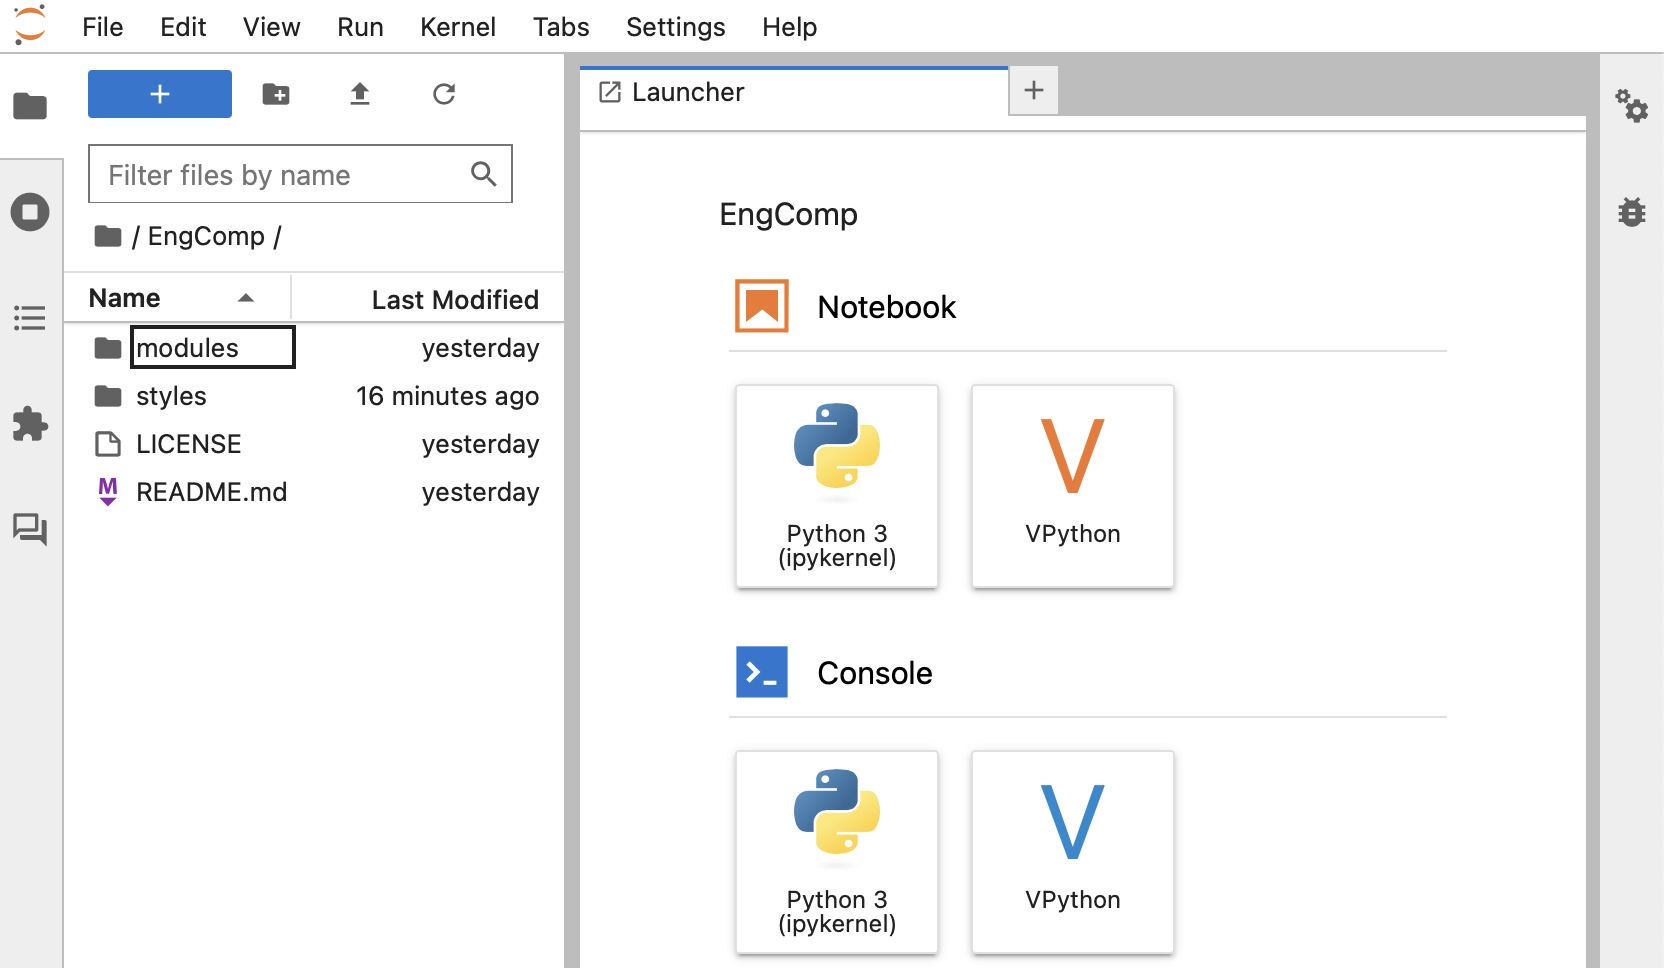 File Edit View Run Kernel Tabs Settings Help
+
Launcher
+
Filter files by name
/ EngComp /
Name Last Modified
modules yesterday
styles 16 minutes ago
LICENSE yesterday
M README.md yesterday
EngComp
Notebook
Python 3
(ipykernel)
V
VPython
Console
Python 3
(ipykernel)
V
VPython